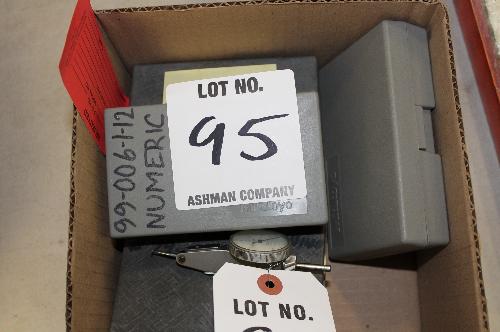 LOT NO.
95
ASHMAN COMPANY
99-006-1-12
NUMERIC
LOT NO.